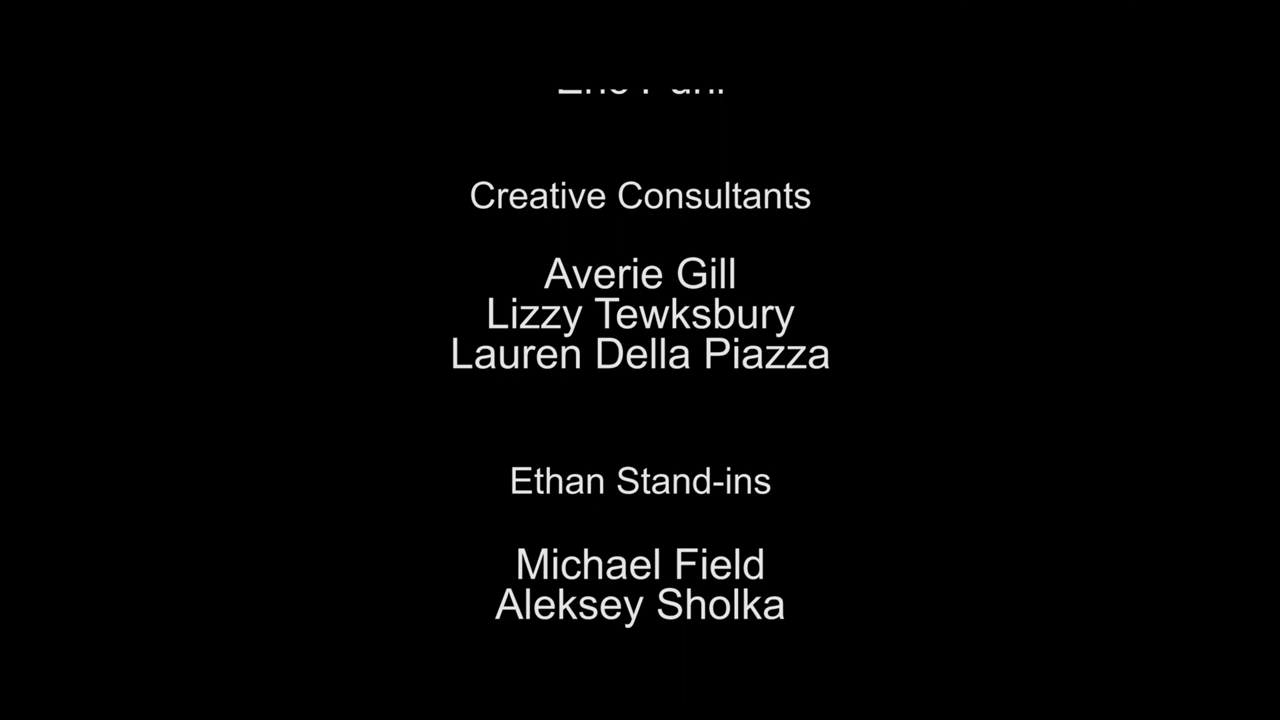 Creative Consultants
Averie Gill
Lizzy Tewksbury
Lauren Della Piazza
Ethan Stand-ins
Michael Field
Aleksey Sholka